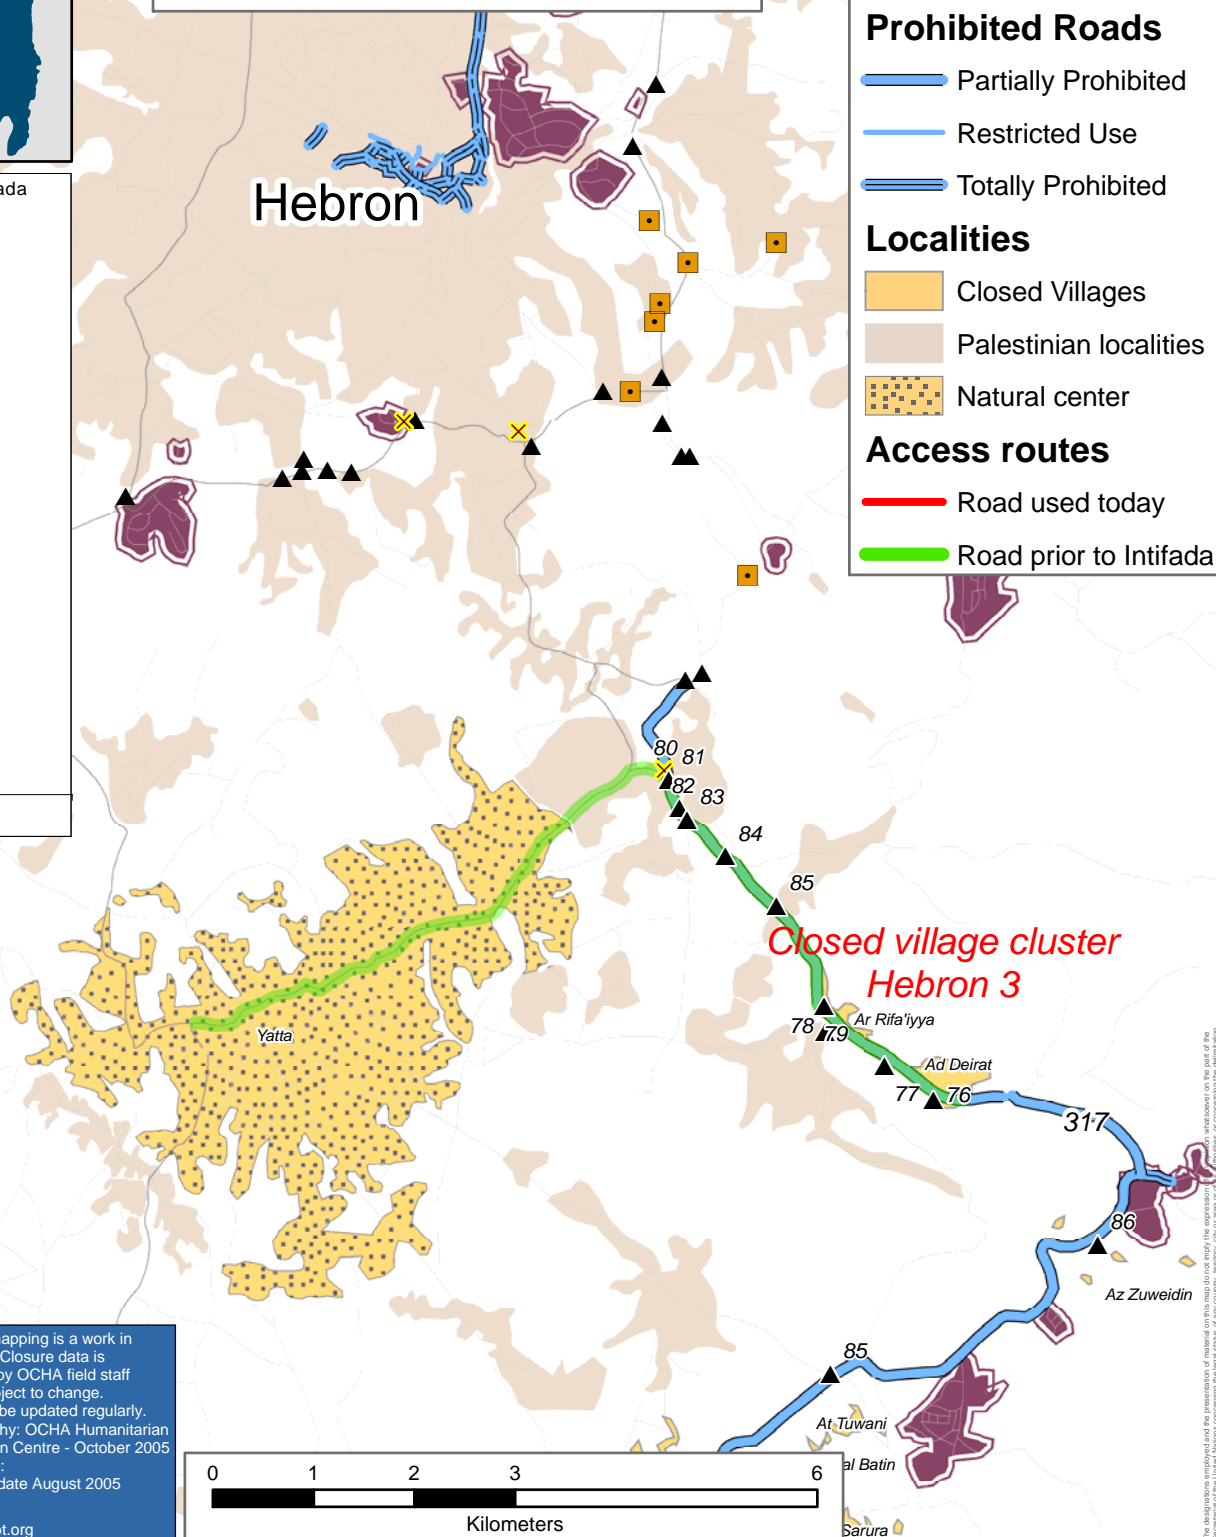 Prohibited Roads
Partially Prohibited
Restricted Use
Totally Prohibited
Localities
Closed Villages
Palestinian localities
Natural center
Access routes
Road used today
Road prior to Intifada
ada
Hebron
80
81
82
83
84
85
Closed village cluster
Hebron 3
Ar Rifa'iyya
78
79
Ad Deirat
77
76
317
Yatta
86
Az Zuweidin
85
At Tuwani
al Batin
Sarura
mapping is a work in
Closure data is
by OCHA field staff
ject to change.
be updated regularly.
hy: OCHA Humanitarian
n Centre - October 2005
:
date August 2005
t.org
0 1 2 3 6
Kilometers